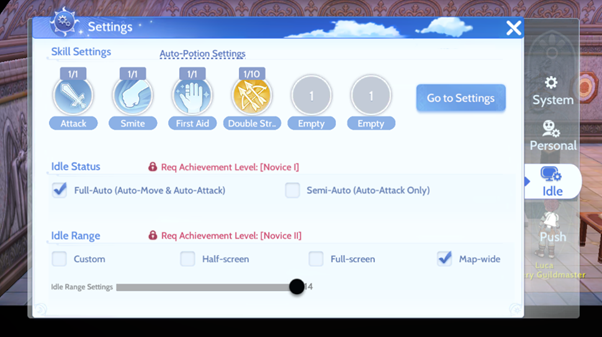 Settings
Skill Settings
Auto-Potion Settings
1/1
1/1
1/1
1/10
1
1
Attack
Smite
First Aid
Double Str..
Empty
Empty
Go to Settings
Idle Status
Req Achievement Level: [Novice I]
Full-Auto (Auto-Move & Auto-Attack)
Semi-Auto (Auto-Attack Only)
Idle Range
Req Achievement Level: [Novice II]
Custom
Half-screen
Full-screen
Map-wide
Idle Range Settings
14
System
Personal
Idle
Push
Guildmaster